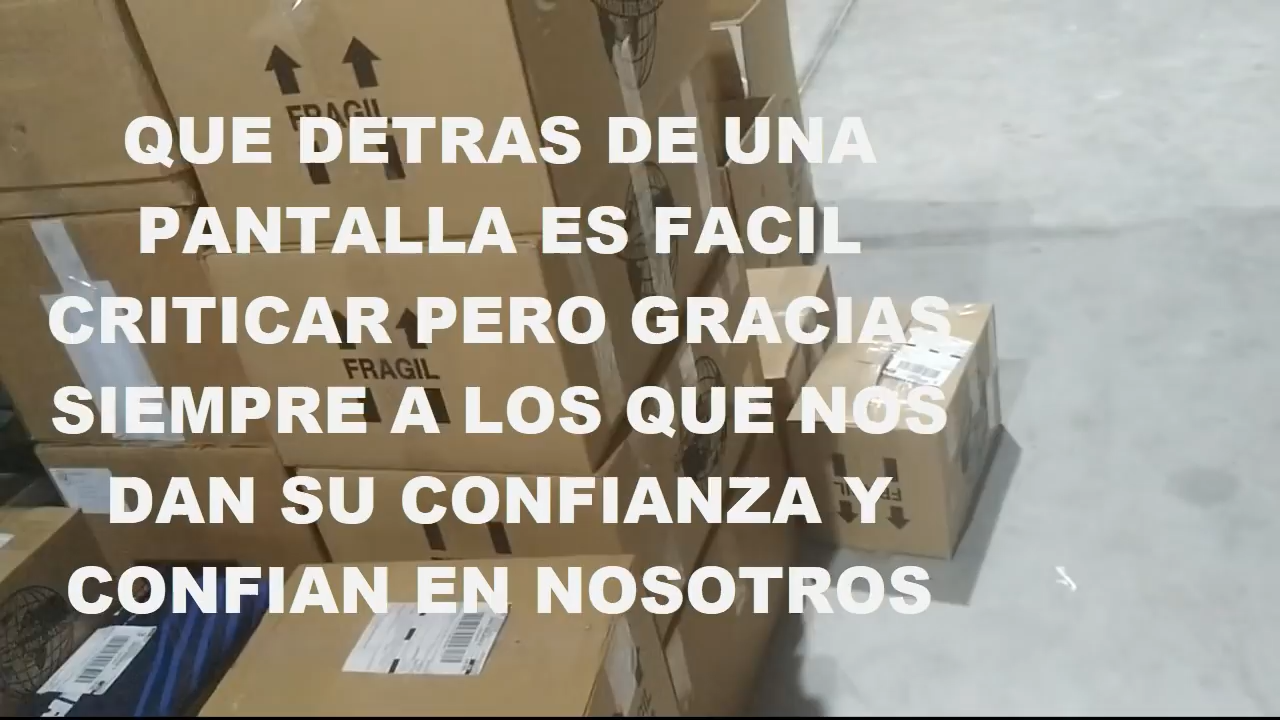 FRAGIL
QUE DETRAS DE UNA
PANTALLA ES FACIL
CRITICAR PERO GRACIAS
FRAGIL
SIEMPRE A LOS QUE NOS
DAN SU CONFIANZA Y
CONFIAN EN NOSOTROS